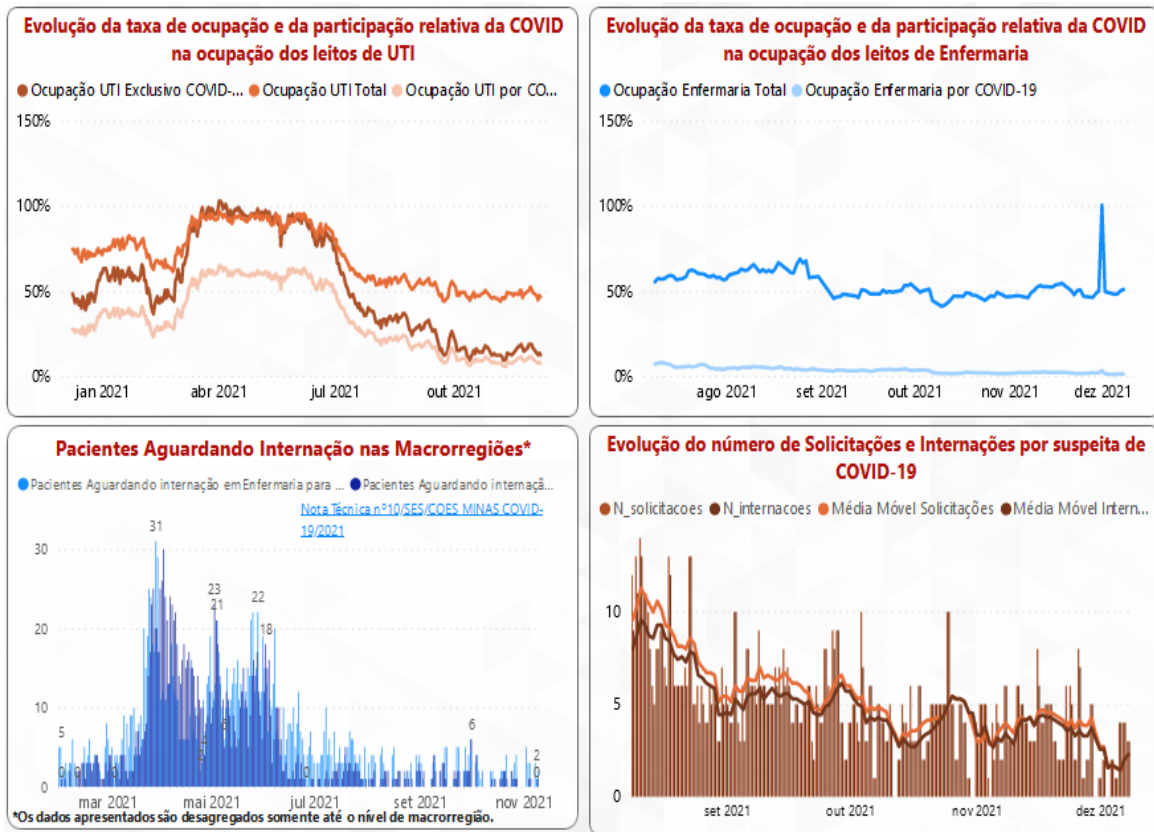 Evolução da taxa de ocupação e da participação relativa da COVID
na ocupação dos leitos de UTI
Ocupação UTI Exclusivo COVID-... Ocupação UTI Total Ocupação UTI por CO...
150%
100%
50%
0%
jan 2021 abr 2021 jul 2021 out 2021
Evolução da taxa de ocupação e da participação relativa da COVID
na ocupação dos leitos de Enfermaria
Ocupação Enfermaria Total Ocupação Enfermaria por COVID-19
150%
100%
50%
0%
ago 2021 set 2021 out 2021 nov 2021 dez 2021
Pacientes Aguardando Internação nas Macrorregiões*
Pacientes Aguardando internação em Enfermaria para ... Pacientes Aguardando internaçã...
Nota Técnica nº10/SES/COES MINAS COVID-
19/2021
31
30
23
21
22
20
18
10
6
6
5
2
0
0
0
0
0
0
mar 2021 mai 2021 jul 2021 set 2021 nov 2021
*Os dados apresentados são desagregados somente até o nível de macrorregião.
Evolução do número de Solicitações e Internações por suspeita de
COVID-19
N_solicitacoes N_internacoes Média Móvel Solicitações Média Móvel Intern...
10
5
0
set 2021 out 2021 nov 2021 dez 2021